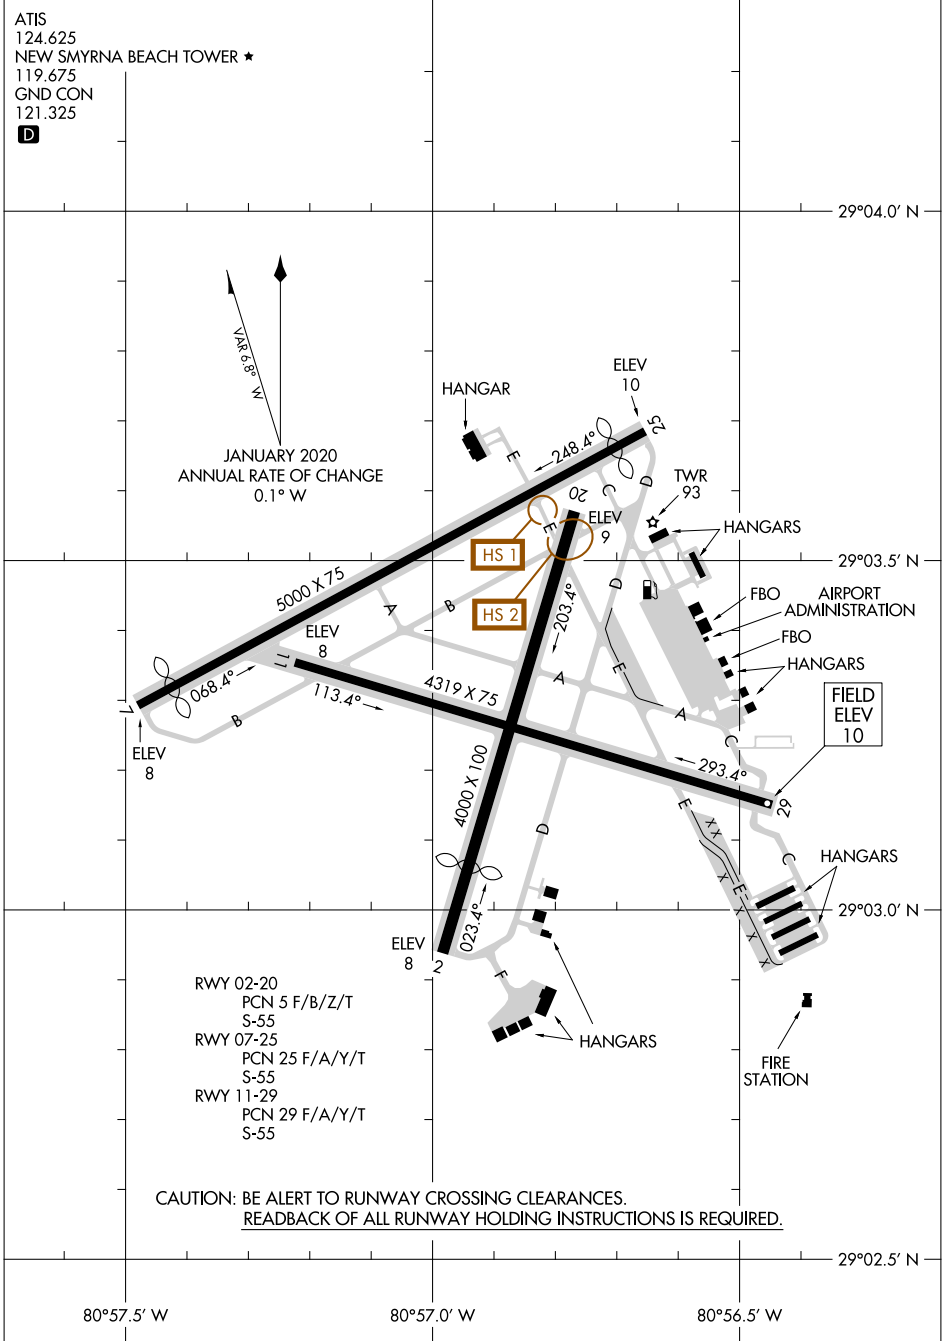 ATIS
124.625
NEW SMYRNA BEACH TOWER ★
119.675
GND CON
121.325
D
29°04.0' N
VAR 6.8° W
JANUARY 2020
ANNUAL RATE OF CHANGE
0.1° W
HANGAR
ELEV
10
25
248.4°
E
C
D
TWR
93
20
ELEV
9
E
HANGARS
HS 1
HS 2
29°03.5' N
5000 X 75
A
B
203.4°
D
FBO
AIRPORT
ADMINISTRATION
FBO
HANGARS
ELEV
8
11
068.4°
113.4°
4319 X 75
A
E
A
C
FIELD
ELEV
10
7
B
ELEV
8
293.4°
29
4000 X 100
D
E
X X
X
C
HANGARS
E
X
X
X
X
023.4°
29°03.0' N
ELEV
8
2
F
HANGARS
RWY 02-20
PCN 5 F/B/Z/T
S-55
RWY 07-25
PCN 25 F/A/Y/T
S-55
RWY 11-29
PCN 29 F/A/Y/T
S-55
FIRE
STATION
CAUTION: BE ALERT TO RUNWAY CROSSING CLEARANCES.
READBACK OF ALL RUNWAY HOLDING INSTRUCTIONS IS REQUIRED.
29°02.5' N
80°57.5' W
80°57.0' W
80°56.5' W